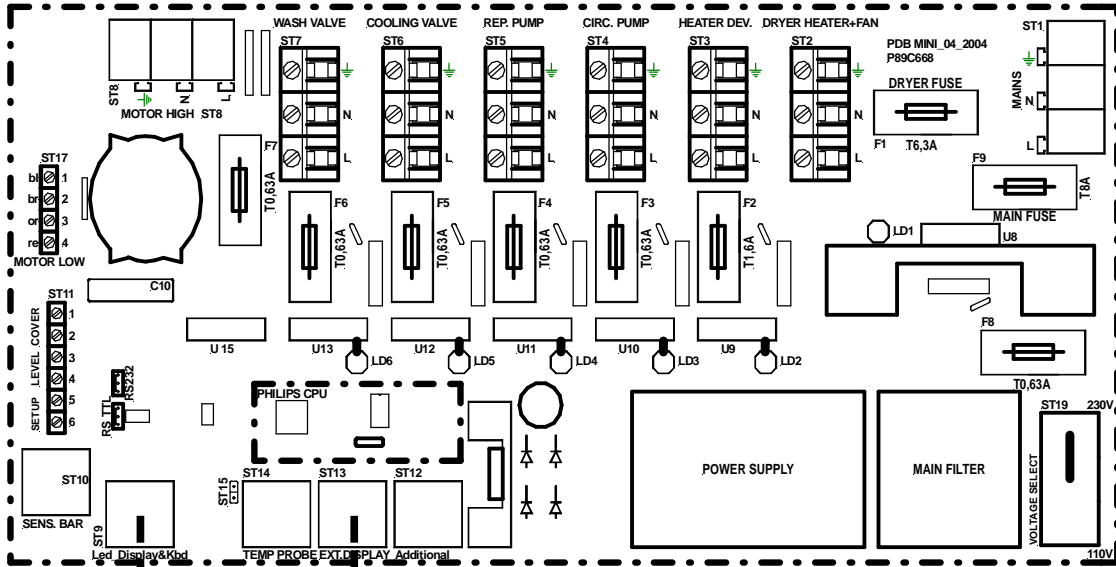 WASH VALVE
COOLING VALVE
REP. PUMP
CIRC. PUMP
HEATER DEV.
DRYER HEATER+FAN
ST7
ST6
ST5
ST4
ST3
ST2
ST1
PDB MINI_04_2004
P89C668
MAINS
N
L
ST8
N
L
MOTOR HIGH ST8
N
L
N
L
N
L
N
L
N
L
N
L
DRYER FUSE
F1 T6,3A
F9
T8A
MAIN FUSE
F7
T0,63A
F6
T0,63A
F5
T0,63A
F4
T0,63A
F3
T0,63A
F2
T1,6A
ST17
bl 1
br 2
or 3
re 4
MOTOR LOW
LD1
U8
C10
ST11
1
2
3
4
5
6
COVER
LEVEL
SETUP
U15
U13
LD6
U12
LD5
U11
LD4
U10
LD3
U9
LD2
F8
T0,63A
RS232
RS TTL
PHILIPS CPU
POWER SUPPLY
MAIN FILTER
ST19
230V
VOLTAGE SELECT
110V
ST10
SENS. BAR
ST9
Led Display&Kbd
ST15
ST14
ST13
ST12
TEMP PROBE
EXT.DISPLAY
Additional